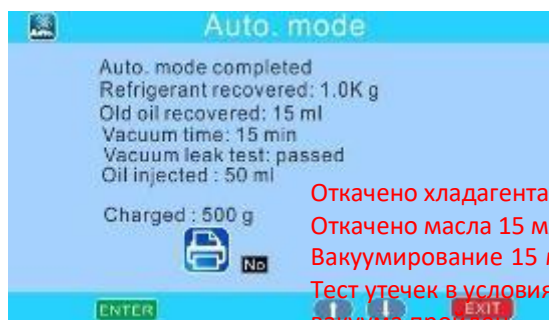 Auto. mode
Auto. mode completed
Refrigerant recovered: 1.0K g
Old oil recovered: 15 ml
Vacuum time: 15 min
Vacuum leak test: passed
Oil injected : 50 ml
Откачено хладагента
Charged : 500 g
Откачено масла 15 м
Вакуумирование 15
No
Тест утечек в условия
вакуума
ENTER
EXIT